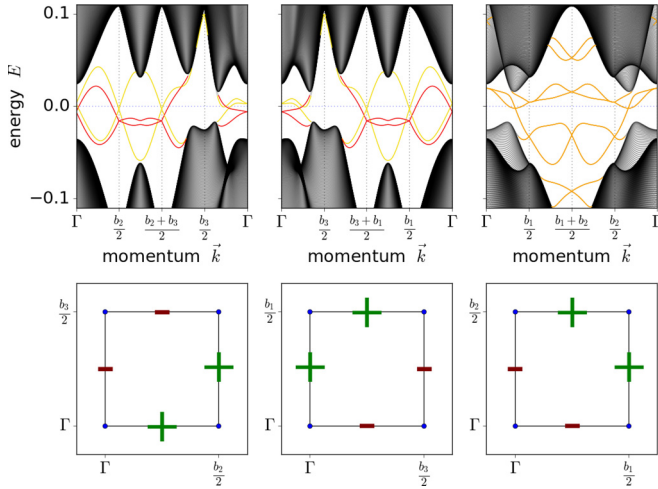 0.1
0.0
−0.1
energy E
Γ b₂/2 (b₂ + b₃)/2 b₃/2 Γ
Γ b₃/2 (b₃ + b₁)/2 b₁/2 Γ
Γ b₁/2 (b₁ + b₂)/2 b₂/2 Γ
momentum k⃗
momentum k⃗
momentum k⃗
b₃/2
Γ
Γ b₂/2
b₁/2
Γ
Γ b₃/2
b₂/2
Γ
Γ b₁/2